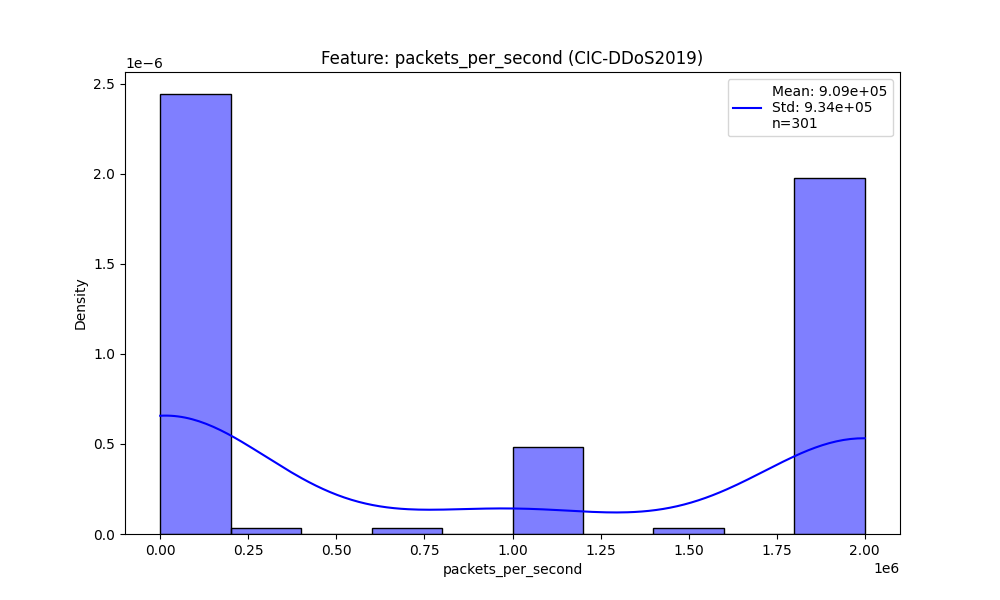 Feature: packets_per_second (CIC-DDoS2019)
1e−6
2.5
2.0
1.5
1.0
0.5
0.0
Density
Mean: 9.09e+05
Std: 9.34e+05
n=301
0.00 0.25 0.50 0.75 1.00 1.25 1.50 1.75 2.00
1e6
packets_per_second